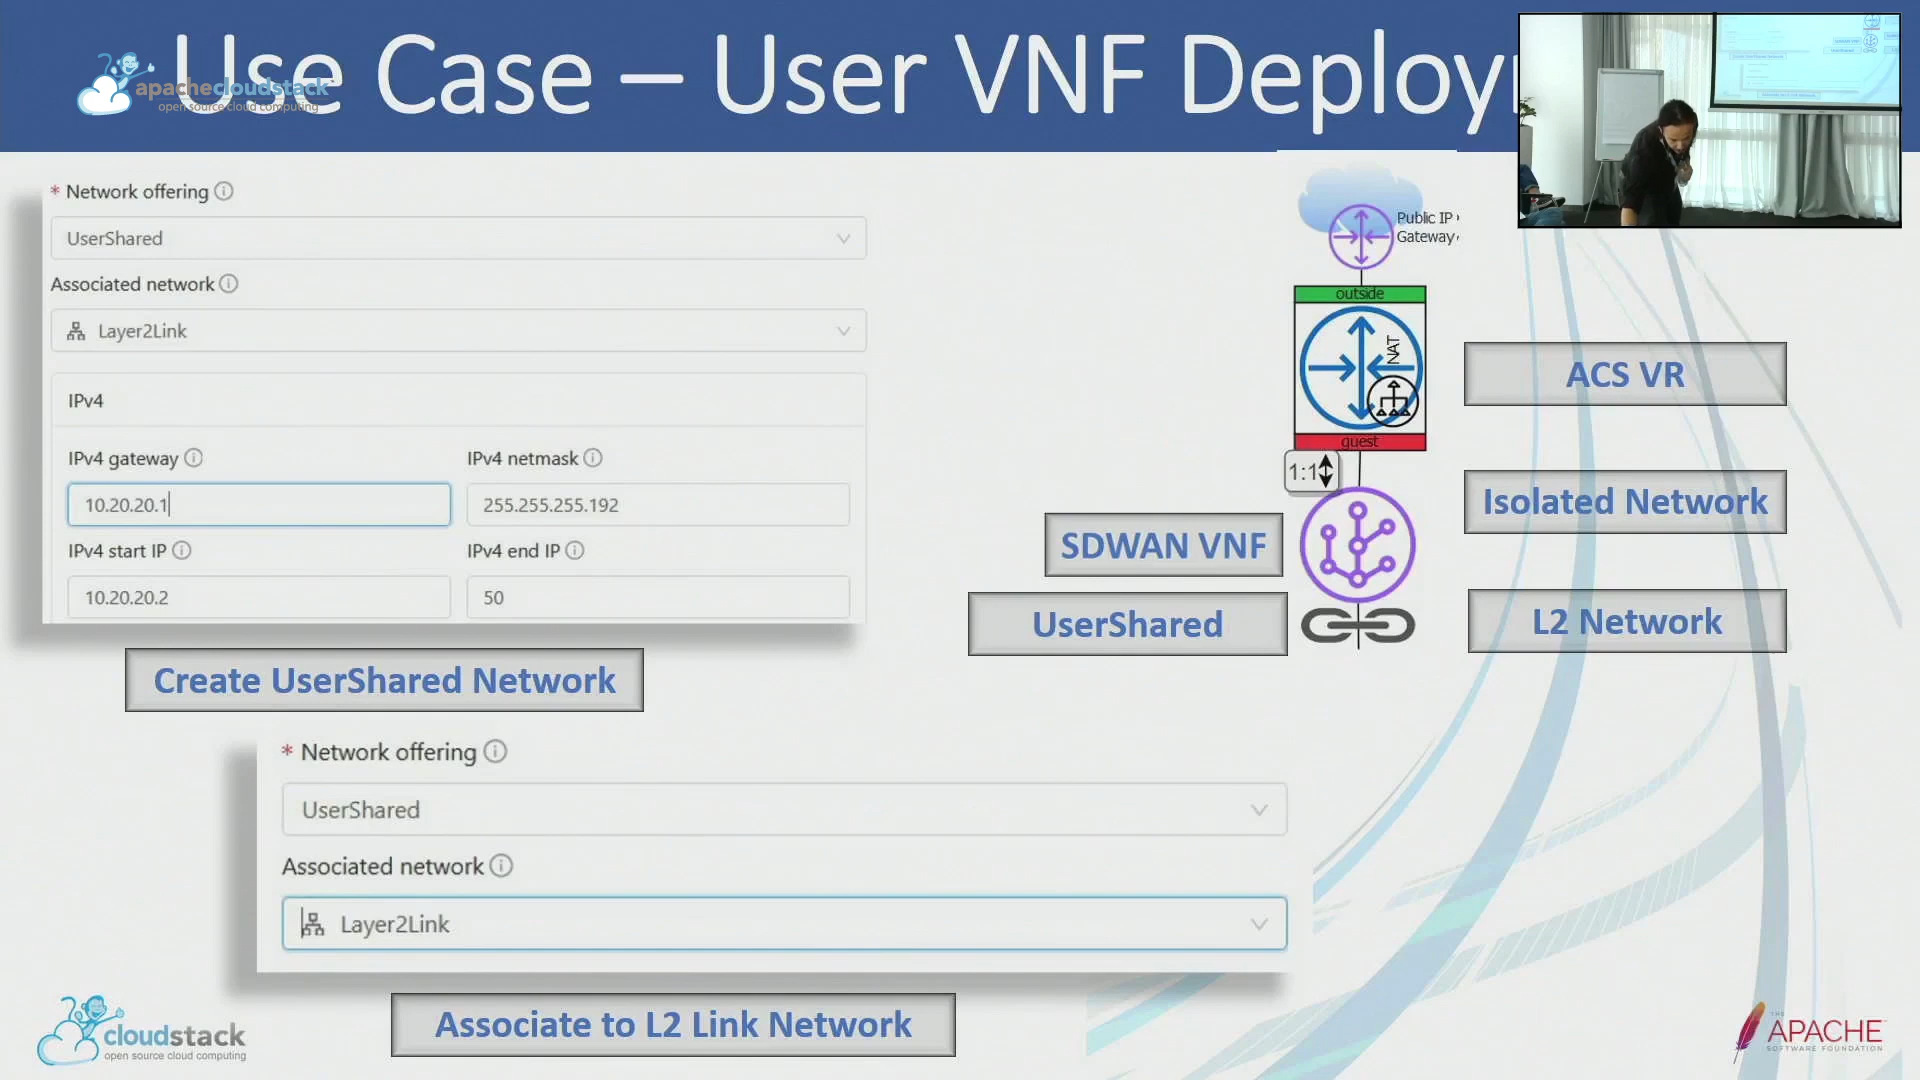 Use Case – User VNF Deploy
apachecloudstack
open source cloud computing
* Network offering
UserShared
Associated network
Layer2Link
IPv4
IPv4 gateway
IPv4 netmask
10.20.20.1
255.255.255.192
IPv4 start IP
IPv4 end IP
10.20.20.2
50
Create UserShared Network
Public IP
Gateway
outside
NAT
guest
1:1
ACS VR
Isolated Network
SDWAN VNF
UserShared
L2 Network
* Network offering
UserShared
Associated network
Layer2Link
Associate to L2 Link Network
cloudstack
open source cloud computing
THE
APACHE
SOFTWARE FOUNDATION